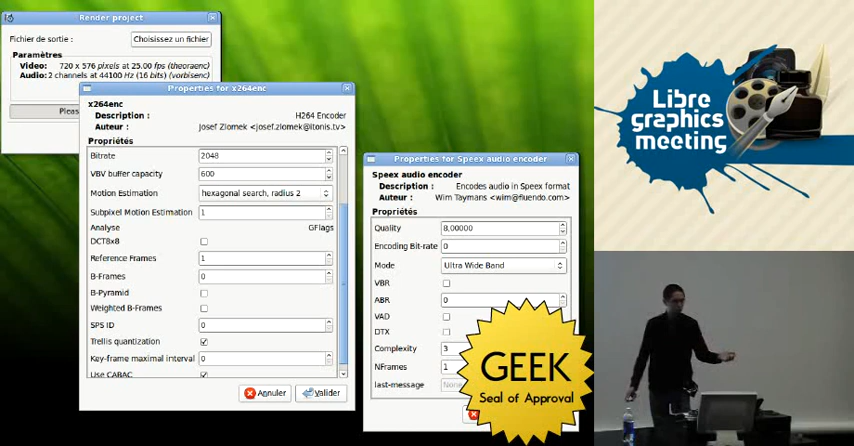 Render project
Fichier de sortie :
Choisissez un fichier
Paramètres
Video: 720 x 576 pixels at 25.00 fps (theoraenc)
Audio: 2 channels at 44100 Hz (16 bits) (vorbisenc)
Pleas
Properties for x264enc
x264enc
Description : H264 Encoder
Auteur : Josef Zlomek <josef.zlomek@itonis.tv>
Propriétés
Bitrate 2048
VBV buffer capacity 600
Motion Estimation hexagonal search, radius 2
Subpixel Motion Estimation 1
Analyse GFlags
DCT8x8
Reference Frames 1
B-Frames 0
B-Pyramid
Weighted B-Frames
SPS ID 0
Trellis quantization
Key-frame maximal interval 0
Use CABAC
Annuler
Valider
Properties for Speex audio encoder
Speex audio encoder
Description : Encodes audio in Speex format
Auteur : Wim Taymans <wim@fluendo.com>
Propriétés
Quality 8,00000
Encoding Bit-rate 0
Mode Ultra Wide Band
VBR
ABR 0
VAD
DTX
Complexity 3
NFrames 1
last-message
GEEK
Seal of Approval
Libre
graphics
meeting